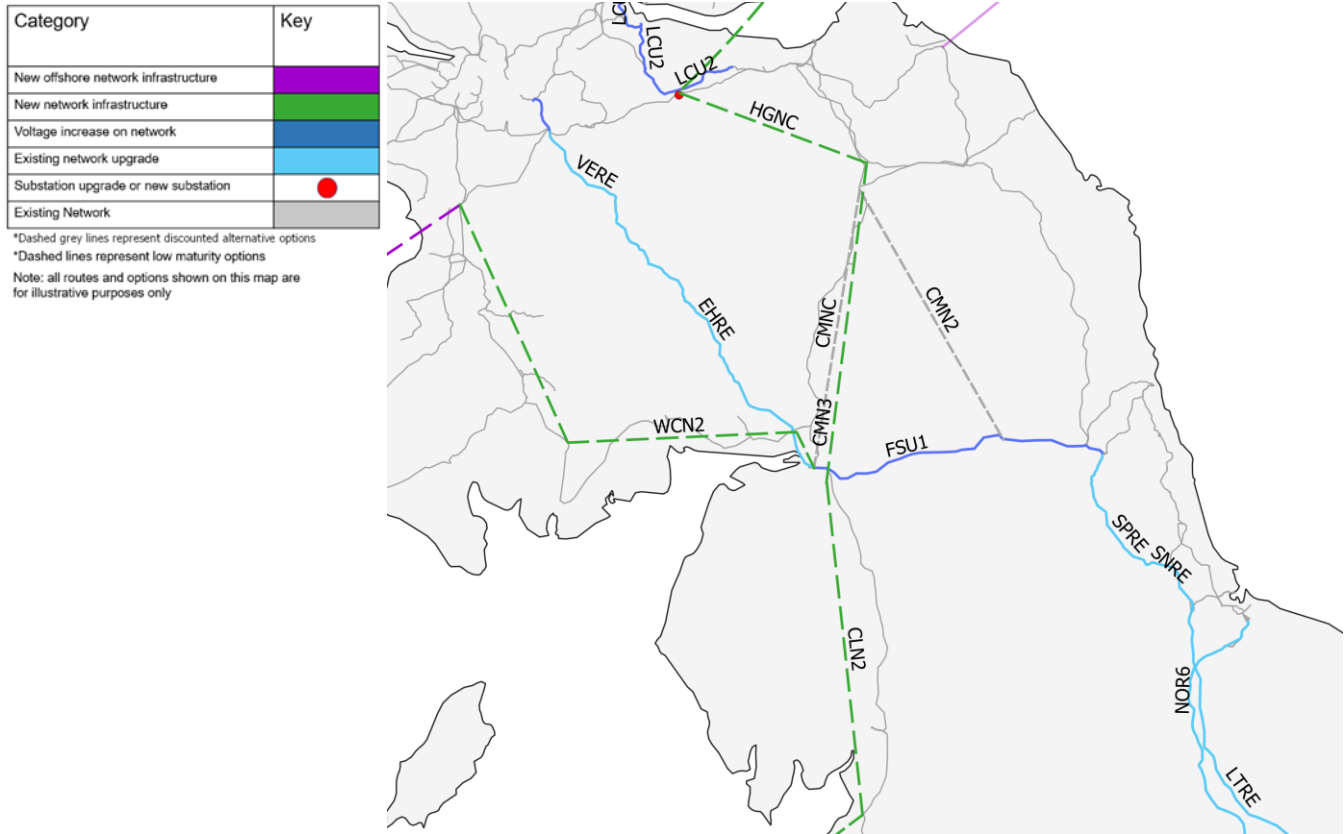 Category Key
New offshore network infrastructure
New network infrastructure
Voltage increase on network
Existing network upgrade
Substation upgrade or new substation
Existing Network
*Dashed grey lines represent discounted alternative options
*Dashed lines represent low maturity options
Note: all routes and options shown on this map are
for illustrative purposes only
LCU2
LCU2
HGNC
VERE
EHRE
CMNC
CMN2
CMN3
WCN2
FSU1
SPRE
SNRE
CLN2
NOR6
LTRE